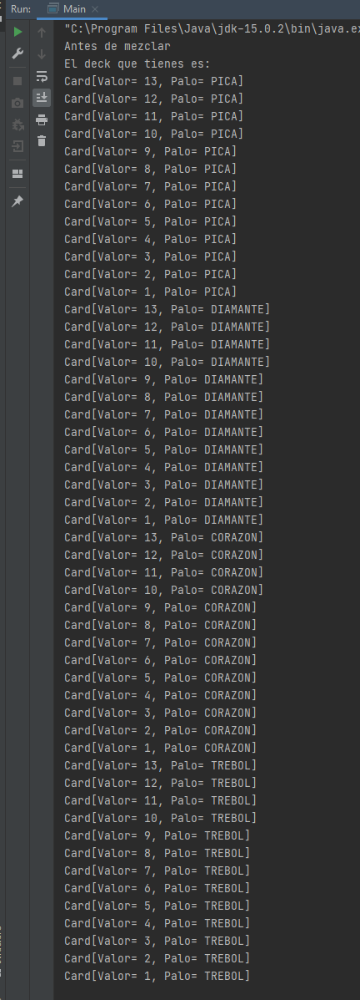 Run: Main
"C:\Program Files\Java\jdk-15.0.2\bin\java.ex
Antes de mezclar
El deck que tienes es:
Card[Valor= 13, Palo= PICA]
Card[Valor= 12, Palo= PICA]
Card[Valor= 11, Palo= PICA]
Card[Valor= 10, Palo= PICA]
Card[Valor= 9, Palo= PICA]
Card[Valor= 8, Palo= PICA]
Card[Valor= 7, Palo= PICA]
Card[Valor= 6, Palo= PICA]
Card[Valor= 5, Palo= PICA]
Card[Valor= 4, Palo= PICA]
Card[Valor= 3, Palo= PICA]
Card[Valor= 2, Palo= PICA]
Card[Valor= 1, Palo= PICA]
Card[Valor= 13, Palo= DIAMANTE]
Card[Valor= 12, Palo= DIAMANTE]
Card[Valor= 11, Palo= DIAMANTE]
Card[Valor= 10, Palo= DIAMANTE]
Card[Valor= 9, Palo= DIAMANTE]
Card[Valor= 8, Palo= DIAMANTE]
Card[Valor= 7, Palo= DIAMANTE]
Card[Valor= 6, Palo= DIAMANTE]
Card[Valor= 5, Palo= DIAMANTE]
Card[Valor= 4, Palo= DIAMANTE]
Card[Valor= 3, Palo= DIAMANTE]
Card[Valor= 2, Palo= DIAMANTE]
Card[Valor= 1, Palo= DIAMANTE]
Card[Valor= 13, Palo= CORAZON]
Card[Valor= 12, Palo= CORAZON]
Card[Valor= 11, Palo= CORAZON]
Card[Valor= 10, Palo= CORAZON]
Card[Valor= 9, Palo= CORAZON]
Card[Valor= 8, Palo= CORAZON]
Card[Valor= 7, Palo= CORAZON]
Card[Valor= 6, Palo= CORAZON]
Card[Valor= 5, Palo= CORAZON]
Card[Valor= 4, Palo= CORAZON]
Card[Valor= 3, Palo= CORAZON]
Card[Valor= 2, Palo= CORAZON]
Card[Valor= 1, Palo= CORAZON]
Card[Valor= 13, Palo= TREBOL]
Card[Valor= 12, Palo= TREBOL]
Card[Valor= 11, Palo= TREBOL]
Card[Valor= 10, Palo= TREBOL]
Card[Valor= 9, Palo= TREBOL]
Card[Valor= 8, Palo= TREBOL]
Card[Valor= 7, Palo= TREBOL]
Card[Valor= 6, Palo= TREBOL]
Card[Valor= 5, Palo= TREBOL]
Card[Valor= 4, Palo= TREBOL]
Card[Valor= 3, Palo= TREBOL]
Card[Valor= 2, Palo= TREBOL]
Card[Valor= 1, Palo= TREBOL]